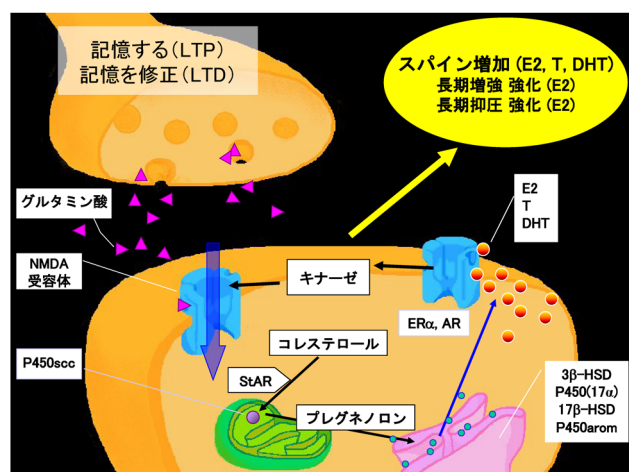 記憶する(LTP)
記憶を修正(LTD)
スパイン増加 (E2, T, DHT)
長期増強 強化 (E2)
長期抑圧 強化 (E2)
グルタミン酸
E2
T
DHT
NMDA
受容体
キナーゼ
ERα, AR
コレステロール
P450scc
StAR
プレグネノロン
3β-HSD
P450(17α)
17β-HSD
P450arom